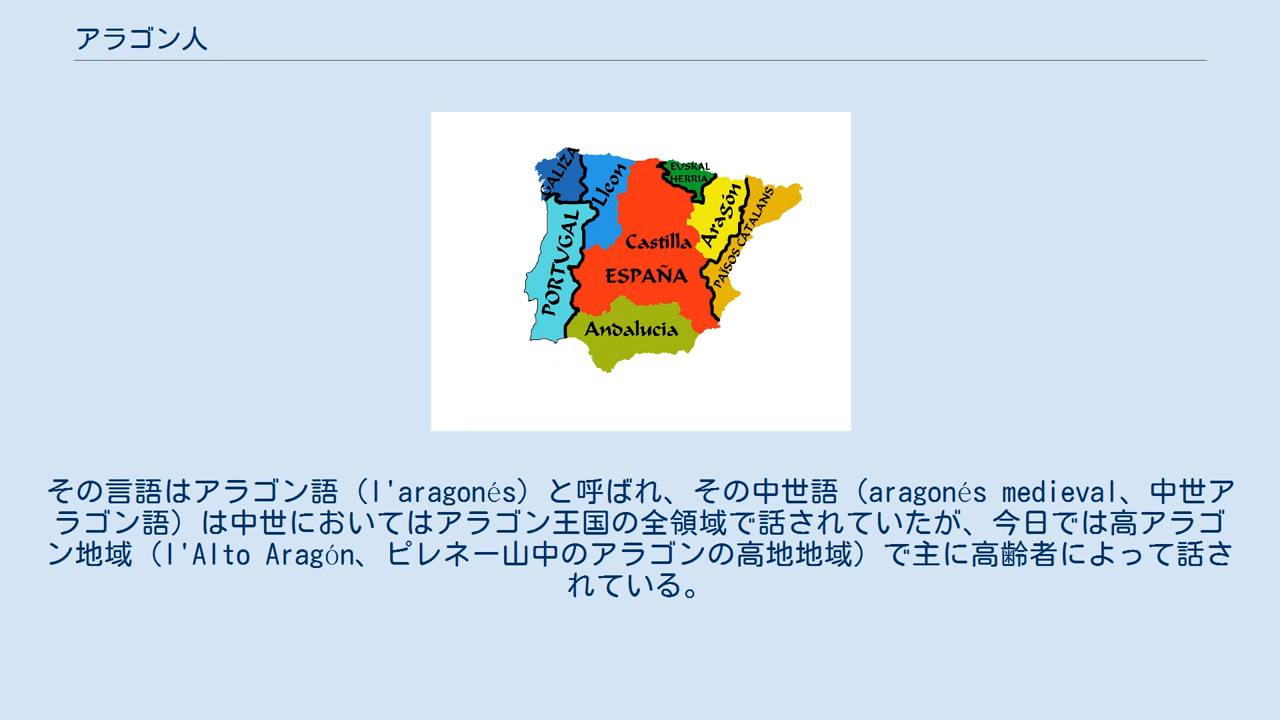 アラゴン人
GALIZA
Llеon
EUSKAL
HERRIA
Aragón
PAÏSOS CATALANS
PORTUGAL
Castilla
ESPAÑA
Andalucia
その言語はアラゴン語（l'aragonés）と呼ばれ、その中世語（aragonés medieval、中世ア
ラゴン語）は中世においてはアラゴン王国の全領域で話されていたが、今日では高アラゴ
ン地域（l'Alto Aragón、ピレネー山中のアラゴンの高地地域）で主に高齢者によって話さ
れている。